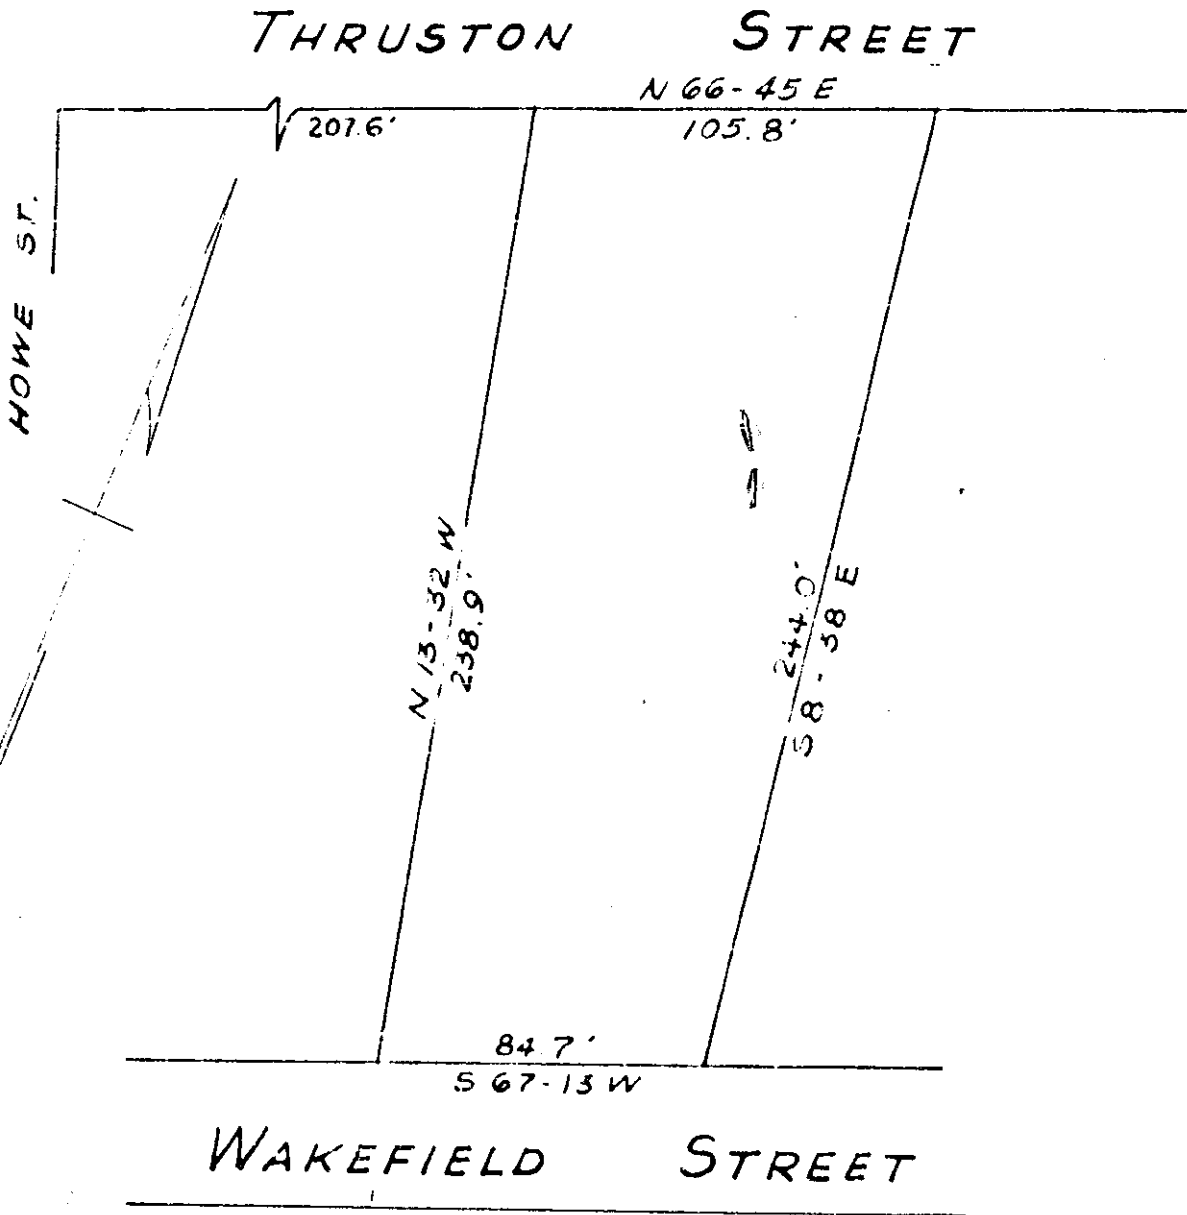 THRUSTON STREET
N 66-45 E
207.6'
105.8'
HOWE ST.
N 13-32 W
238.9'
244.0'
S 8-38 E
84.7'
S 67-13 W
WAKEFIELD STREET